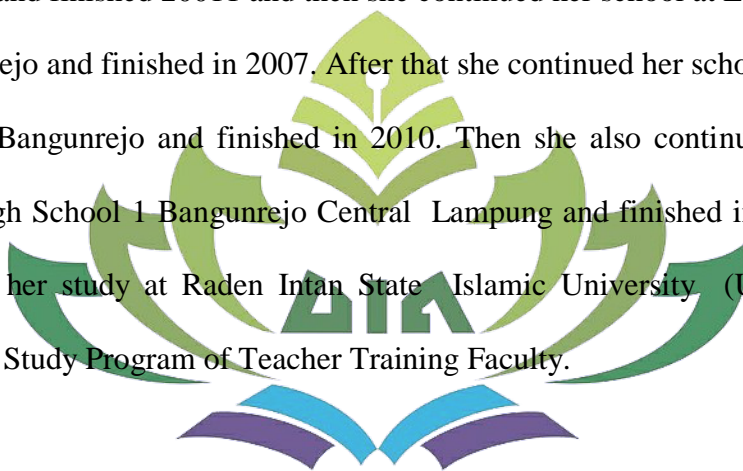 and finished 20011 and then she continued her school at
ejo and finished in 2007. After that she continued her scho
Bangunrejo and finished in 2010. Then she also continu
gh School 1 Bangunrejo Central Lampung and finished i
her study at Raden Intan State Islamic University (U
Study Program of Teacher Training Faculty.